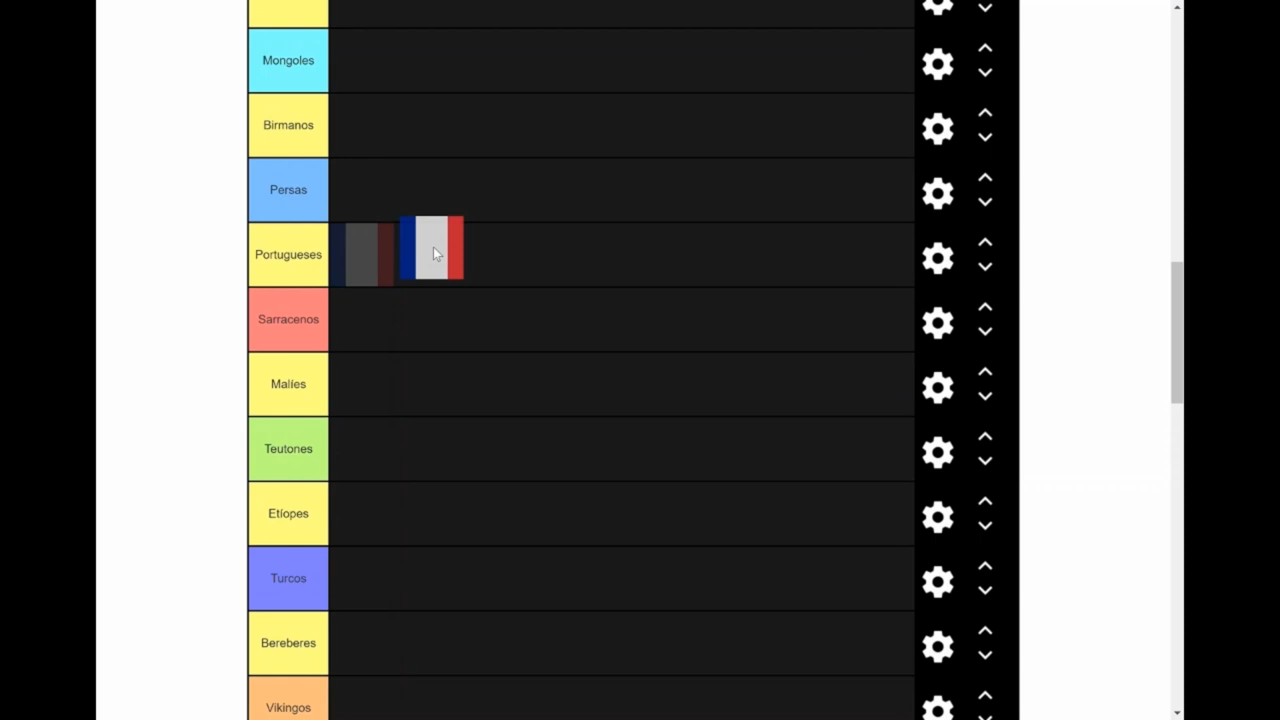 Mongoles
Birmanos
Persas
Portugueses
Sarracenos
Malíes
Teutones
Etíopes
Turcos
Bereberes
Vikingos